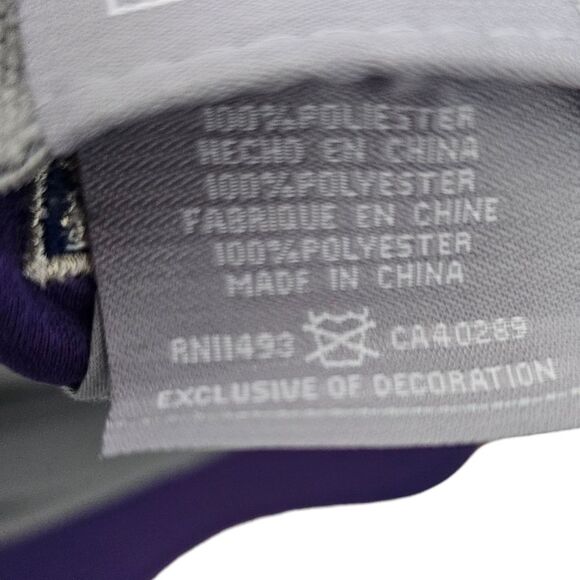 100%POLIESTER
HECHO EN CHINA
100%POLYESTER
FABRIQUE EN CHINE
100%POLYESTER
MADE IN CHINA
RN11493 CA40289
EXCLUSIVE OF DECORATION